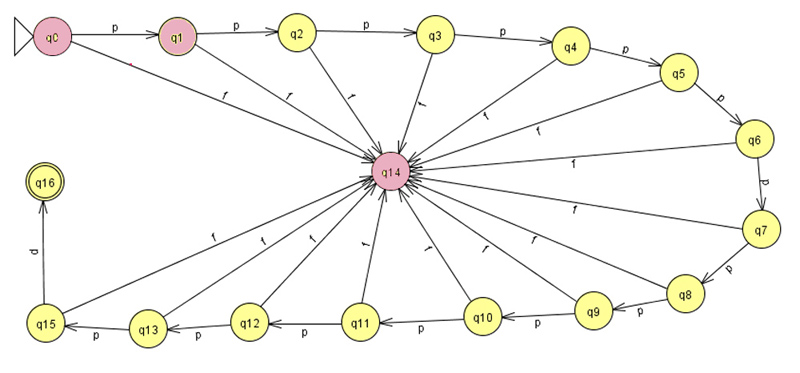 q0 p q1 p q2 p q3 p q4 p q5 p q6 p q7 p q8 p q9 p q10 p q11 p q12 p q13 p q15 p q16
f f f f f f f f f f f f f f f
q14